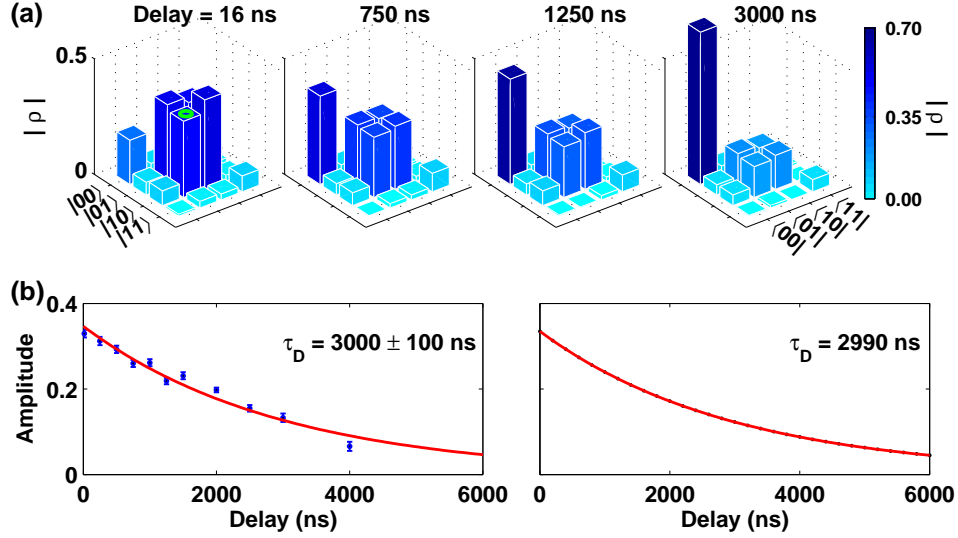 (a) Delay = 16 ns 750 ns 1250 ns 3000 ns
0.5
0
| ρ |
|00⟩
|01⟩
|10⟩
|11⟩
⟨00|
⟨01|
⟨10|
⟨11|
0.70
0.35
0.00
| ρ |
(b)
0.4
0.2
0
Amplitude
τD = 3000 ± 100 ns
0 2000 4000 6000
Delay (ns)
τD = 2990 ns
0 2000 4000 6000
Delay (ns)